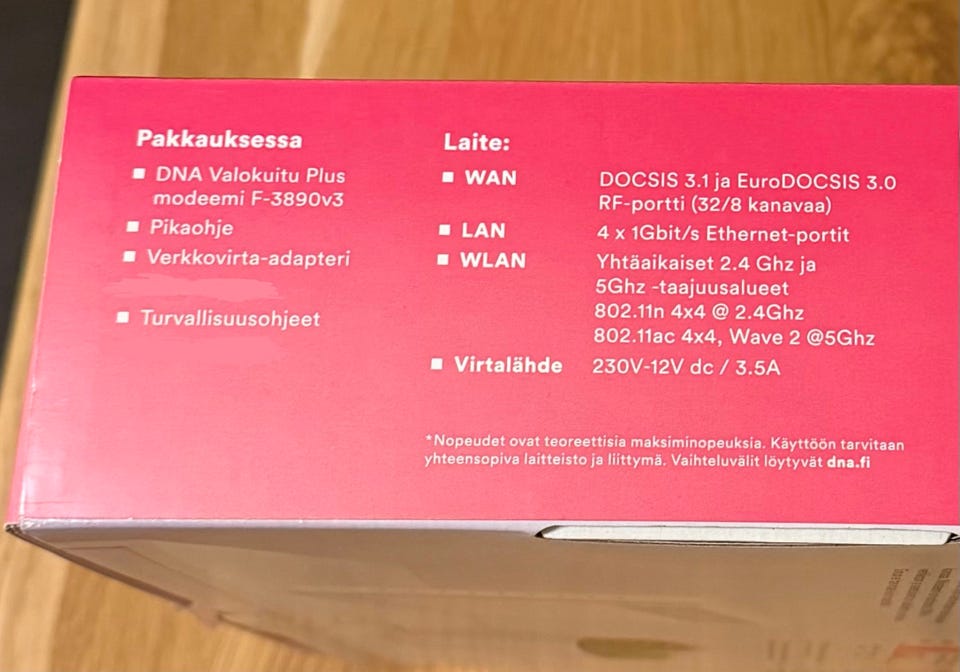 Pakkauksessa
DNA Valokuitu Plus
modeemi F-3890v3
Pikaohje
Verkkovirta-adapteri
Turvallisuusohjeet
Laite:
WAN DOCSIS 3.1 ja EuroDOCSIS 3.0
RF-portti (32/8 kanavaa)
LAN 4 x 1Gbit/s Ethernet-portit
WLAN Yhtäaikaiset 2.4 Ghz ja
5Ghz -taajuusalueet
802.11n 4x4 @ 2.4Ghz
802.11ac 4x4, Wave 2 @5Ghz
Virtalähde 230V-12V dc / 3.5A
*Nopeudet ovat teoreettisia maksiminopeuksia. Käyttöön tarvitaan
yhteensopiva laitteisto ja liittymä. Vaihteluvälit löytyvät dna.fi